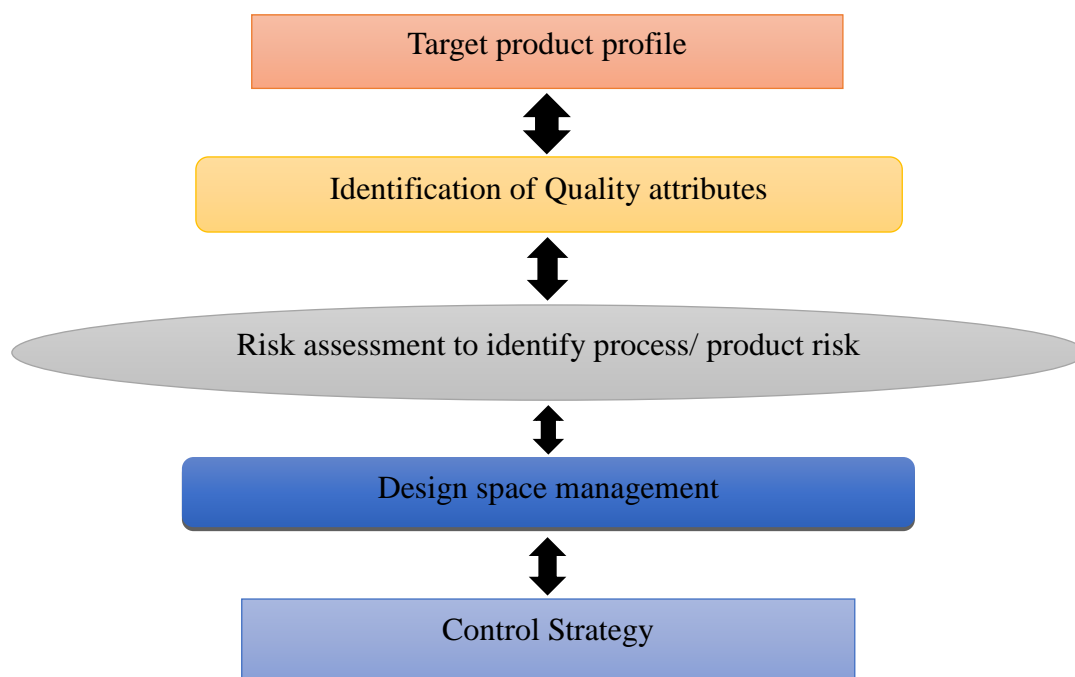 Target product profile
Identification of Quality attributes
Risk assessment to identify process/ product risk
Design space management
Control Strategy